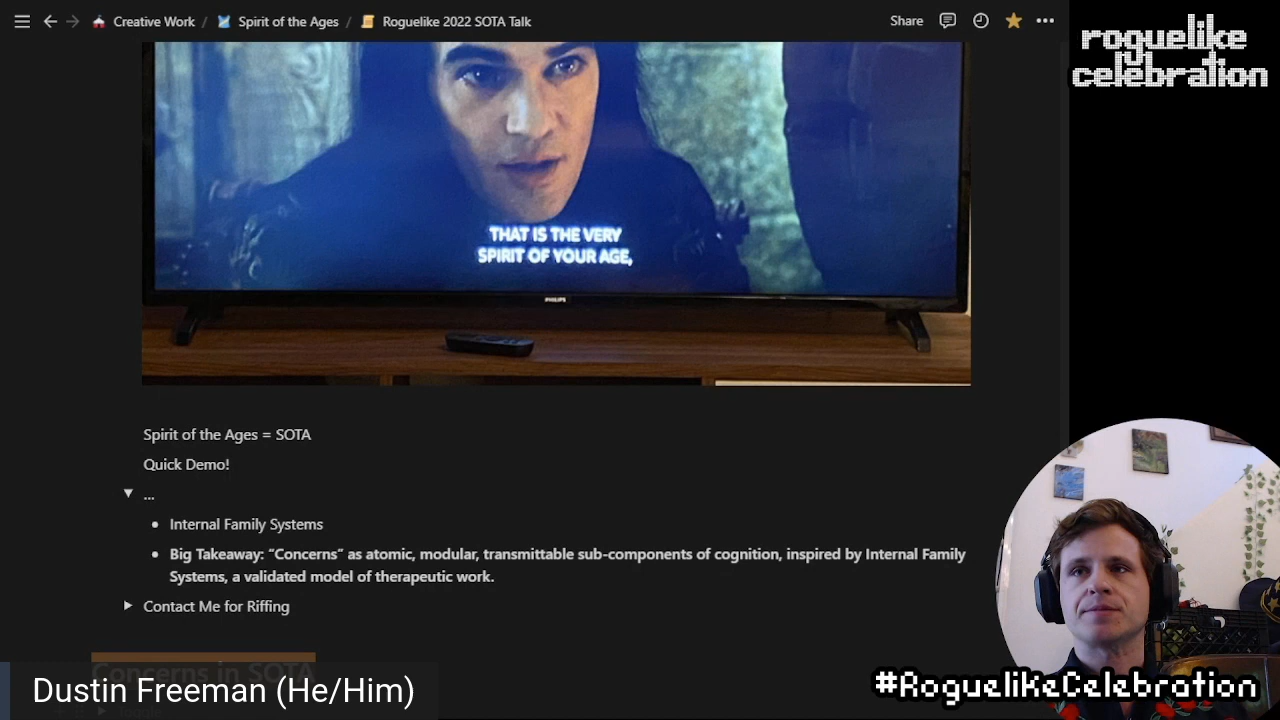 Creative Work / Spirit of the Ages / Roguelike 2022 SOTA Talk
Share
roguelike
celebration
THAT IS THE VERY
SPIRIT OF YOUR AGE,
PHILIPS
Spirit of the Ages = SOTA
Quick Demo!
...
Internal Family Systems
Big Takeaway: “Concerns” as atomic, modular, transmittable sub-components of cognition, inspired by Internal Family
Systems, a validated model of therapeutic work.
Contact Me for Riffing
Concerns in SOTA
Dustin Freeman (He/Him)
#RoguelikeCelebration